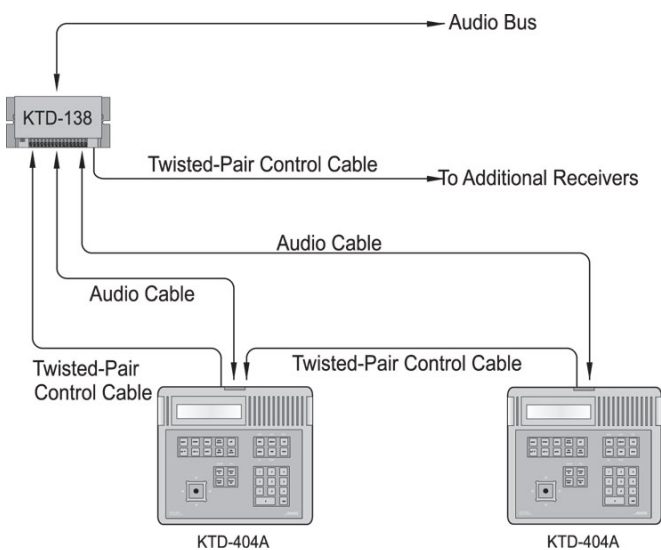 Audio Bus
KTD-138
Twisted-Pair Control Cable
To Additional Receivers
Audio Cable
Audio Cable
Twisted-Pair
Control Cable
Twisted-Pair Control Cable
KTD-404A
KTD-404A